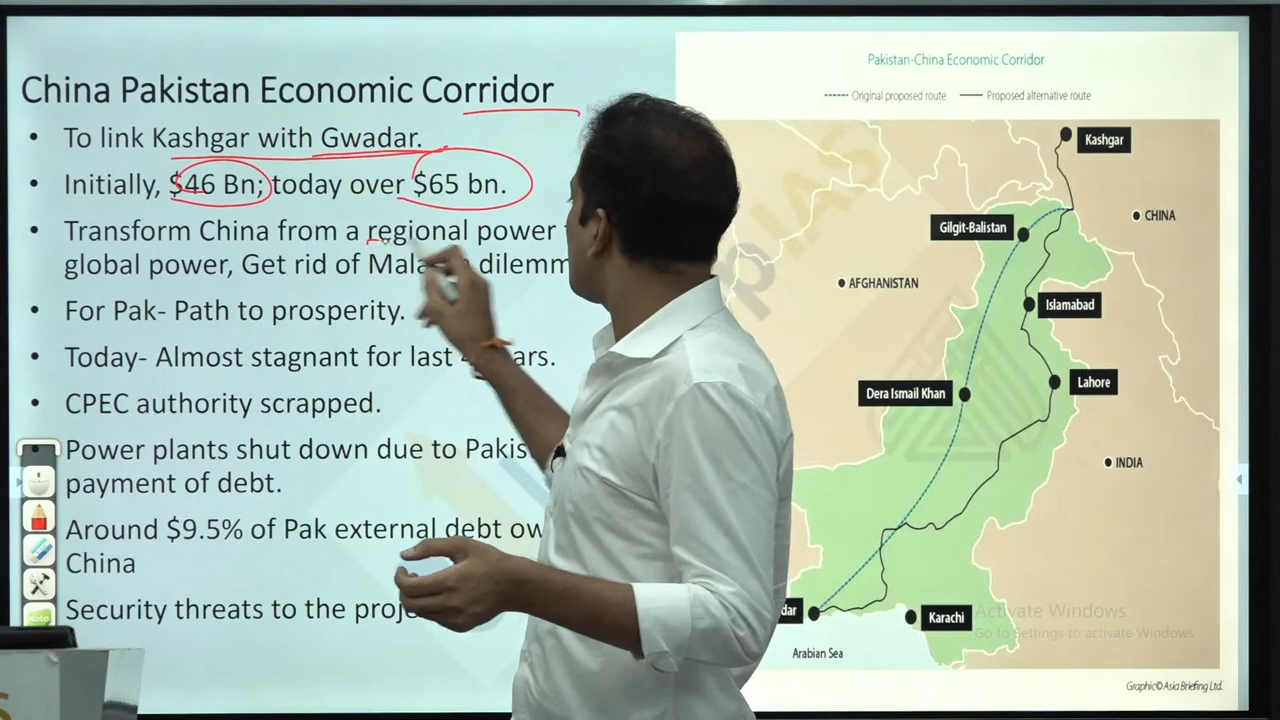 China Pakistan Economic Corridor
• To link Kashgar with Gwadar.
• Initially, $46 Bn; today over $65 bn.
• Transform China from a regional power
global power, Get rid of
• For Pak- Path to prosperity.
• Today- Almost stagnant for last
• CPEC authority scrapped.
Power plants shut down due to
payment of debt.
Around $9.5% of Pak external debt
China
Security threats to the
Pakistan-China Economic Corridor
Original proposed route
Proposed alternative route
Kashgar
CHINA
Gilgit-Balistan
AFGHANISTAN
Islamabad
Dera Ismail Khan
Lahore
INDIA
dar
Karachi
Arabian Sea
Activate Windows
Go to Settings to activate Windows
Graphic© Asia Briefing Ltd.